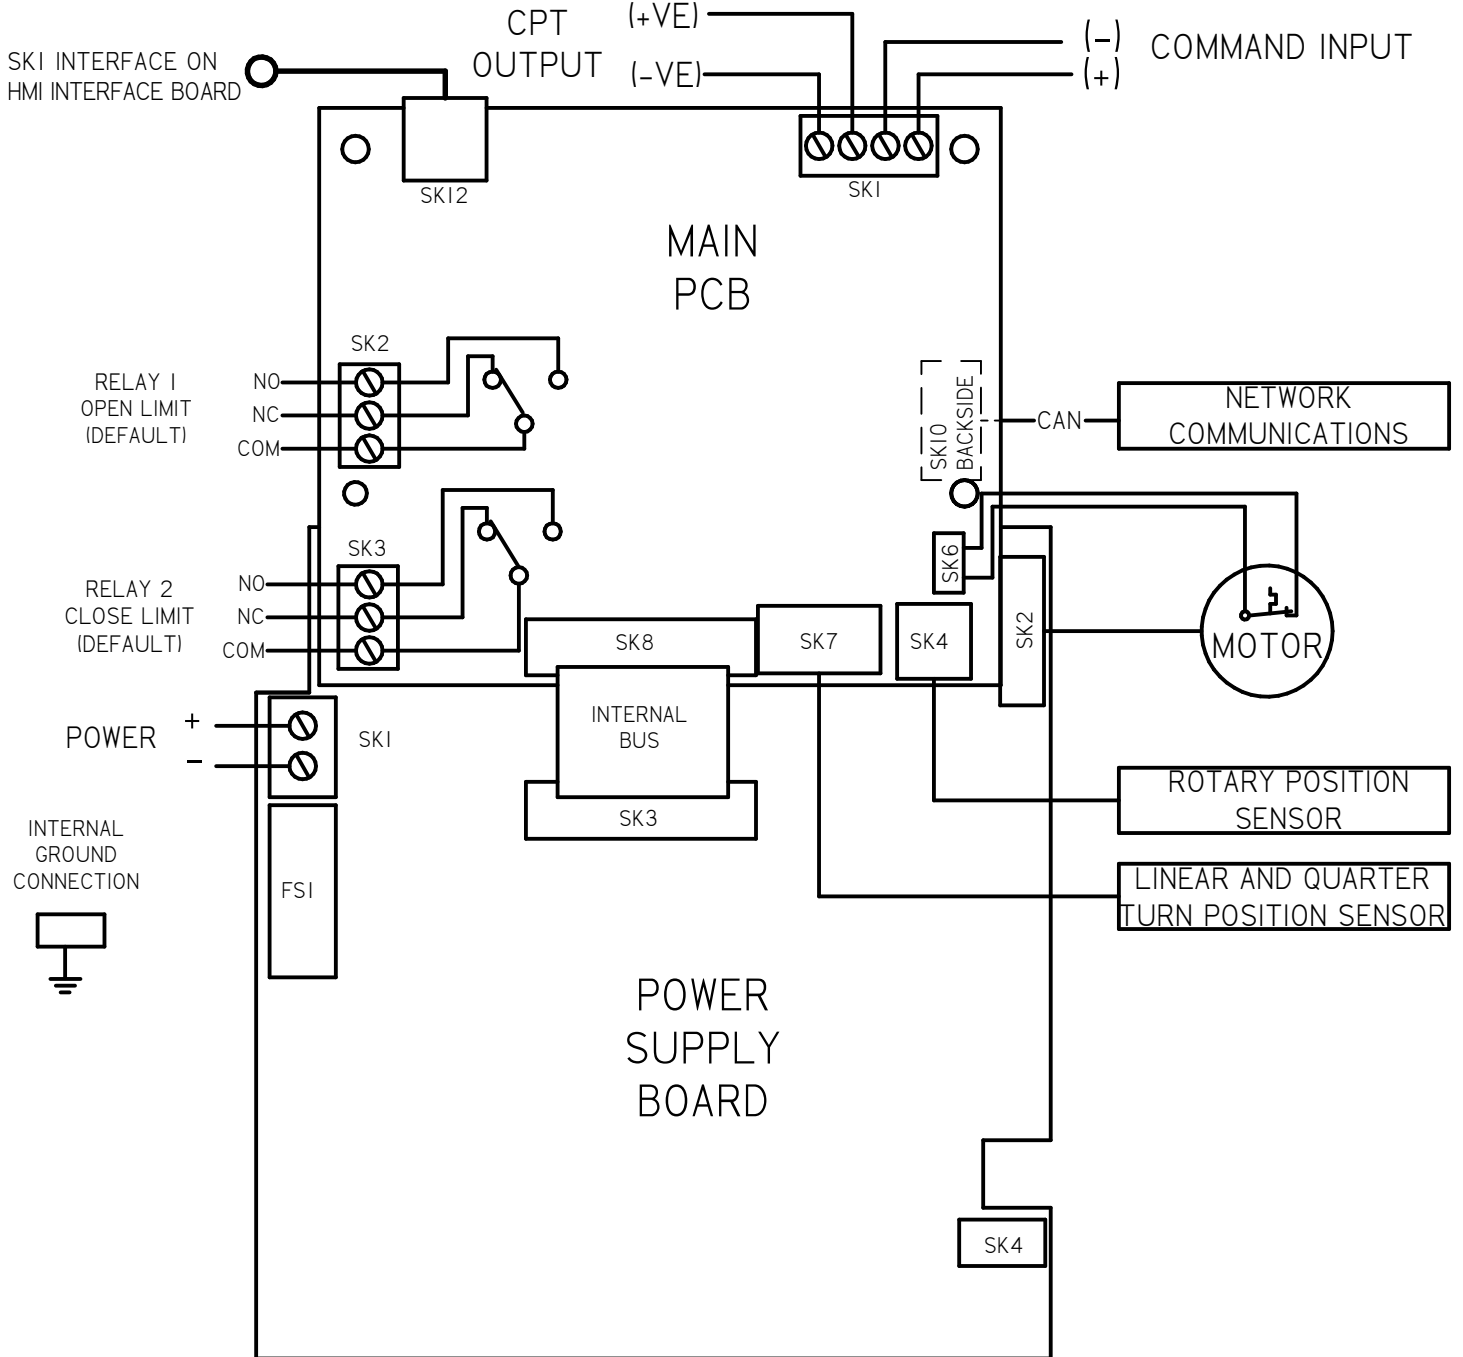 CPT
OUTPUT
(+VE)
(-VE)
(-)
(+)
COMMAND INPUT
SK1 INTERFACE ON
HMI INTERFACE BOARD
SK12
SK1
MAIN
PCB
SK2
RELAY 1
OPEN LIMIT
(DEFAULT)
NO
NC
COM
SK10
BACKSIDE
CAN
NETWORK
COMMUNICATIONS
SK3
RELAY 2
CLOSE LIMIT
(DEFAULT)
NO
NC
COM
SK6
SK8
SK7
SK4
SK2
MOTOR
POWER
+
-
SK1
INTERNAL
BUS
SK3
ROTARY POSITION
SENSOR
INTERNAL
GROUND
CONNECTION
FS1
LINEAR AND QUARTER
TURN POSITION SENSOR
POWER
SUPPLY
BOARD
SK4